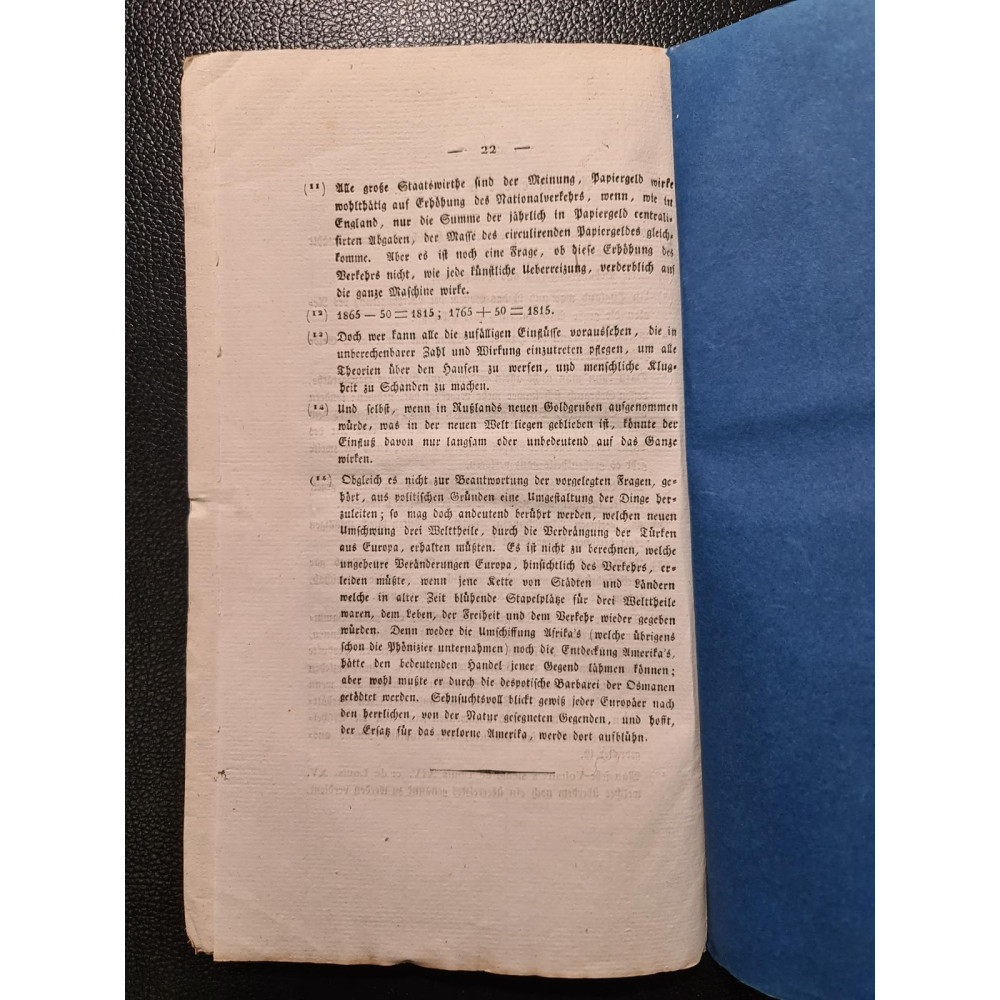 — 22 —
(11) Alle große Staatswirthe sind der Meinung, Papiergeld wirke
wohlthätig auf Erhöhung des Nationalverkehrs, wenn, wie in
England, nur die Summe der jährlich in Papiergeld centrali-
sirten Abgaben, der Masse des circulirenden Papiergeldes gleich-
komme. Aber es ist noch eine Frage, ob diese Erhöhung des
Verkehrs nicht, wie jede künstliche Ueberreizung, verderblich auf
die ganze Maschine wirke.
(12) 1865 — 50 = 1815; 1765 + 50 = 1815.
(13) Doch wer kann alle die zufälligen Einflüsse voraussehen, die in
unberechenbarer Zahl und Wirkung einzutreten pflegen, um alle
Theorien über den Haufen zu werfen, und menschliche Klug-
heit zu Schanden zu machen.
(14) Und selbst, wenn in Rußlands neuen Goldgruben aufgenommen
würde, was in der neuen Welt liegen geblieben ist, könnte der
Einfluß davon nur langsam oder unbedeutend auf das Ganze
wirken.
Obgleich es nicht zur Beantwortung der vorgelegten Fragen, ge-
hört, aus politischen Gründen eine Umgestaltung der Dinge her-
zuleiten; so mag doch andeutend berührt werden, welchen neuen
Umschwung drei Welttheile, durch die Verdrängung der Türken
aus Europa, erhalten müßten. Es ist nicht zu berechnen, welche
ungeheure Veränderungen Europa, hinsichtlich des Verkehrs, er-
leiden müßte, wenn jene Kette von Städten und Ländern
welche in alter Zeit blühende Stapelplätze für drei Welttheile
waren, dem Leben, der Freiheit und dem Verkehr wieder gegeben
würden. Denn weder die Umschiffung Afrika's (welche übrigens
schon die Phönizier unternahmen) noch die Entdeckung Amerika's,
hätte den bedeutenden Handel jener Gegend lähmen können;
aber wohl mußte er durch die despotische Barbarei der Osmanen
getödtet werden. Sehnsuchtsvoll blickt gewiß jeder Europäer nach
den herrlichen, von der Natur gesegneten Gegenden, und hofft,
der Ersatz für das verlorne Amerika, werde dort aufblühn.